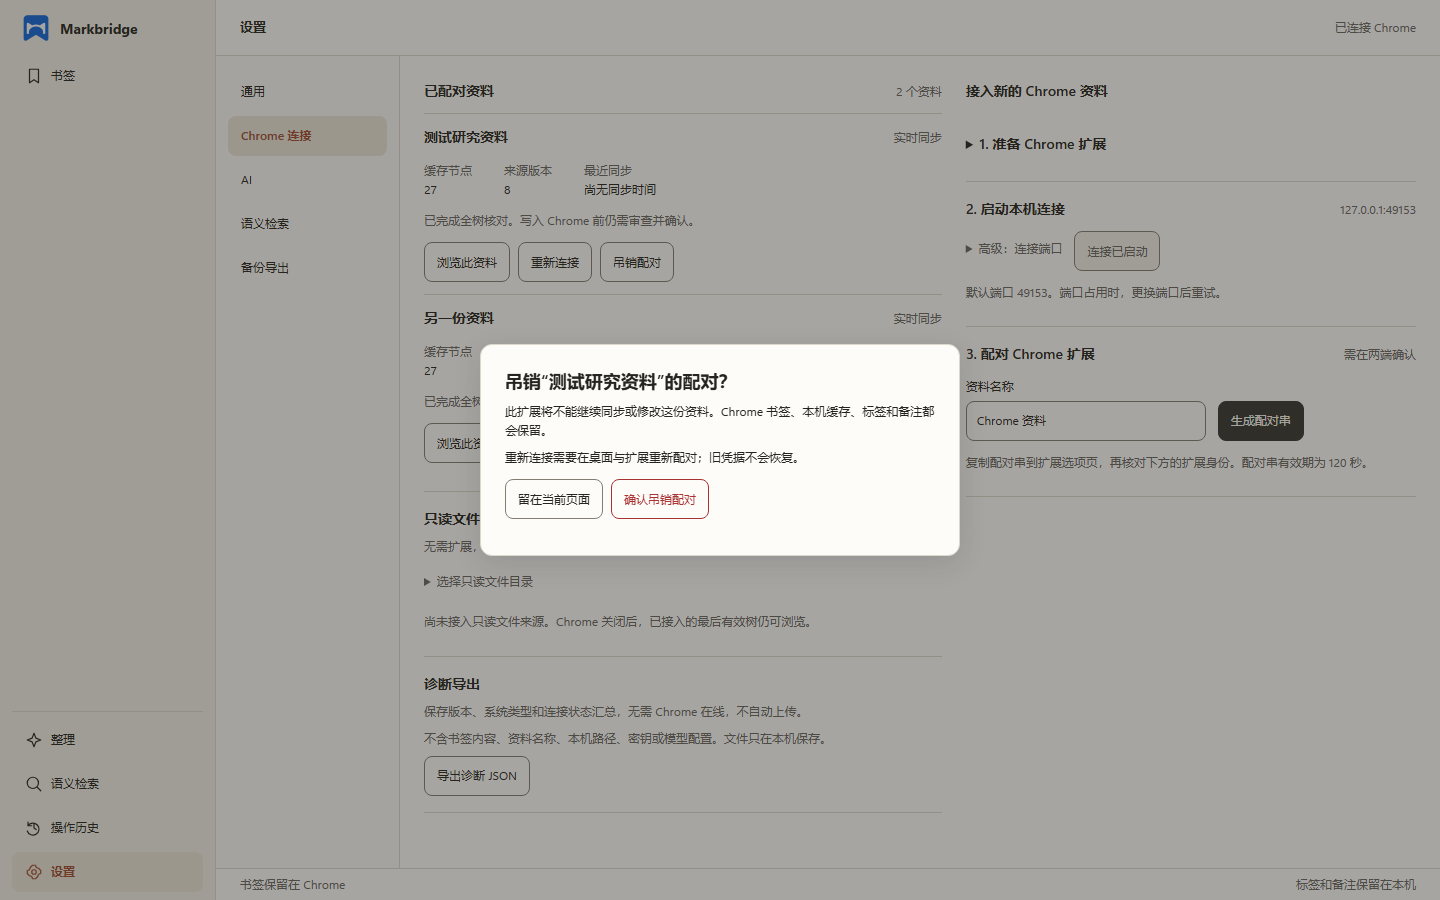 Markbridge
书签
整理
语义检索
操作历史
设置
设置
已连接 Chrome
通用
Chrome 连接
AI
语义检索
备份导出
已配对资料
2 个资料
测试研究资料
实时同步
缓存节点 来源版本 最近同步
27 8 尚无同步时间
已完成全树核对。写入 Chrome 前仍需审查并确认。
浏览此资料 重新连接 吊销配对
另一份资料
实时同步
缓存节点
27
已完成全
浏览此
吊销“测试研究资料”的配对？
此扩展将不能继续同步或修改这份资料。Chrome 书签、本机缓存、标签和备注都
会保留。
重新连接需要在桌面与扩展重新配对；旧凭据不会恢复。
留在当前页面 确认吊销配对
只读文件
无需扩展，
▶ 选择只读文件目录
尚未接入只读文件来源。Chrome 关闭后，已接入的最后有效树仍可浏览。
诊断导出
保存版本、系统类型和连接状态汇总，无需 Chrome 在线，不自动上传。
不含书签内容、资料名称、本机路径、密钥或模型配置。文件只在本机保存。
导出诊断 JSON
接入新的 Chrome 资料
▶ 1. 准备 Chrome 扩展
2. 启动本机连接
127.0.0.1:49153
▶ 高级：连接端口 连接已启动
默认端口 49153。端口占用时，更换端口后重试。
3. 配对 Chrome 扩展
需在两端确认
资料名称
Chrome 资料 生成配对串
复制配对串到扩展选项页，再核对下方的扩展身份。配对串有效期为 120 秒。
书签保留在 Chrome
标签和备注保留在本机